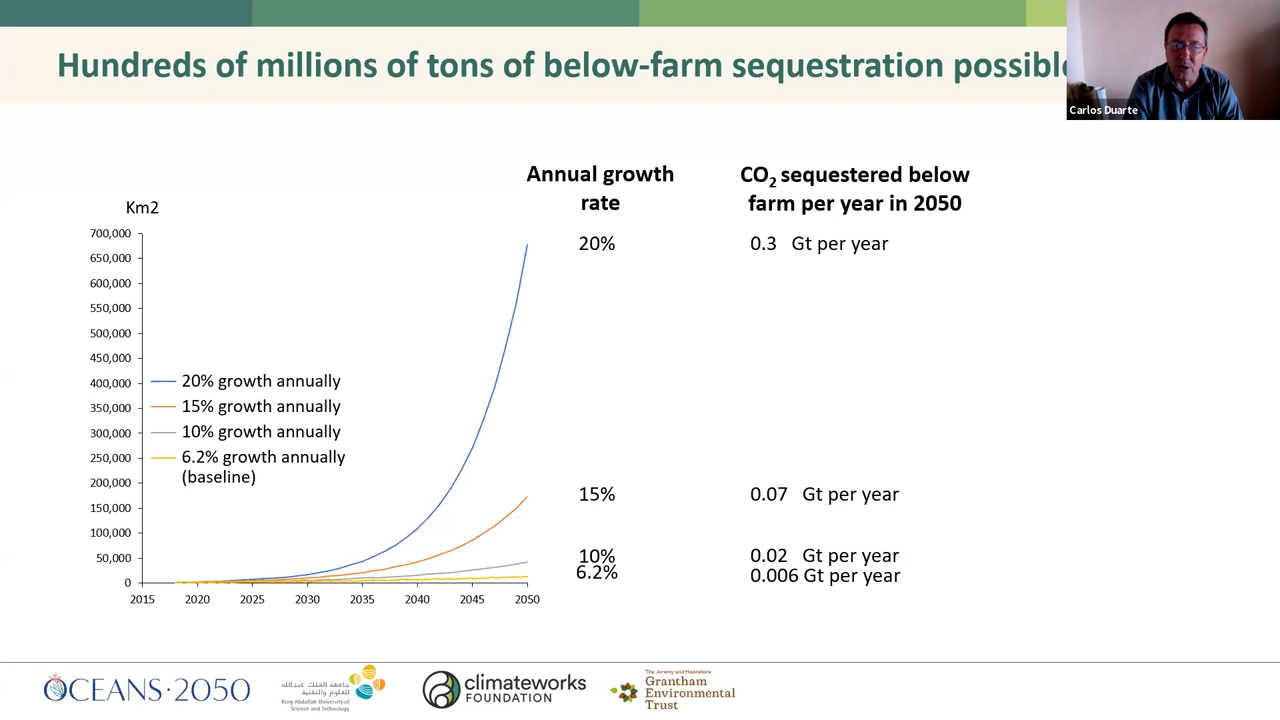 Hundreds of millions of tons of below-farm sequestration possible
Carlos Duarte
Annual growth
rate
CO2 sequestered below
farm per year in 2050
Km2
700,000
650,000
600,000
550,000
500,000
450,000
400,000
350,000
300,000
250,000
200,000
150,000
100,000
50,000
0
2015
2020
2025
2030
2035
2040
2045
2050
20% growth annually
15% growth annually
10% growth annually
6.2% growth annually
(baseline)
20%
0.3 Gt per year
15%
0.07 Gt per year
10%
0.02 Gt per year
6.2%
0.006 Gt per year
OCEANS·2050
جامعة الملك عبدالله
للعلوم والتقنية
King Abdullah University of
Science and Technology
climateworks
FOUNDATION
The Jeremy and Hannelore
Grantham
Environmental
Trust